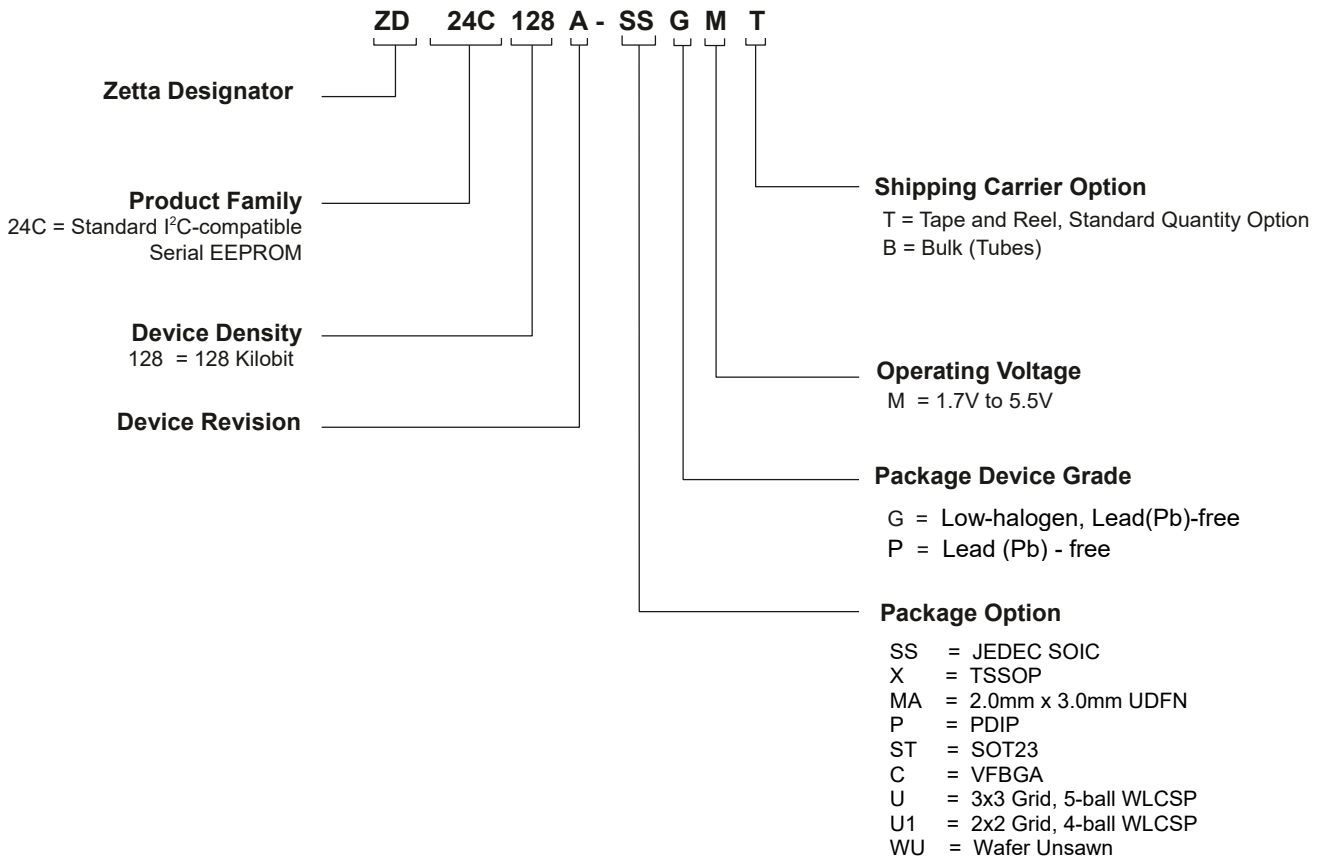 ZD 24C 128 A - SS G M T
Zetta Designator
Product Family
24C = Standard I²C-compatible
Serial EEPROM
Device Density
128 = 128 Kilobit
Device Revision
Shipping Carrier Option
T = Tape and Reel, Standard Quantity Option
B = Bulk (Tubes)
Operating Voltage
M = 1.7V to 5.5V
Package Device Grade
G = Low-halogen, Lead(Pb)-free
P = Lead (Pb) - free
Package Option
SS = JEDEC SOIC
X = TSSOP
MA = 2.0mm x 3.0mm UDFN
P = PDIP
ST = SOT23
C = VFBGA
U = 3x3 Grid, 5-ball WLCSP
U1 = 2x2 Grid, 4-ball WLCSP
WU = Wafer Unsawn